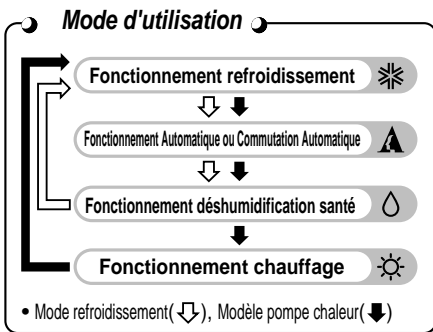 Mode d'utilisation
Fonctionnement refroidissement
Fonctionnement Automatique ou Commutation Automatique
Fonctionnement déshumidification santé
Fonctionnement chauffage
• Mode refroidissement(⇩), Modèle pompe chaleur(⬇)